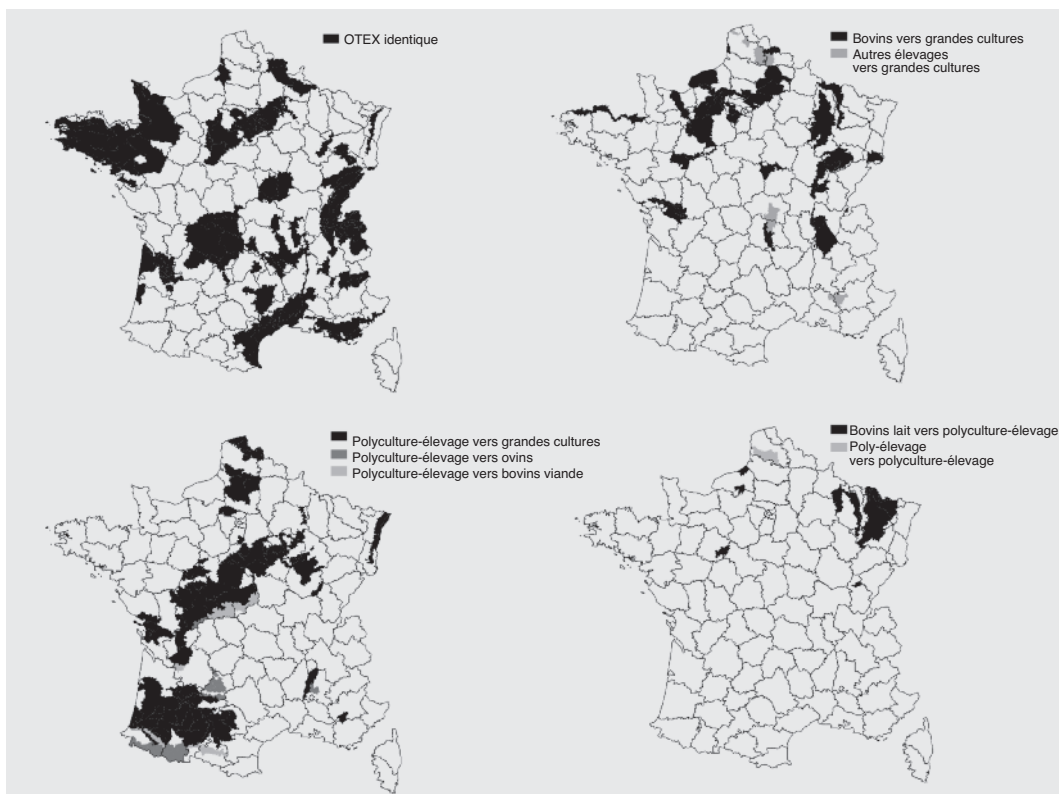 OTEX identique
Bovins vers grandes cultures
Autres élevages
vers grandes cultures
Polyculture-élevage vers grandes cultures
Polyculture-élevage vers ovins
Polyculture-élevage vers bovins viande
Bovins lait vers polyculture-élevage
Poly-élevage
vers polyculture-élevage